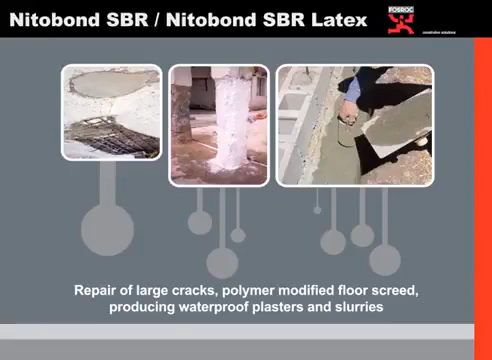 Nitobond SBR / Nitobond SBR Latex
FOSROC
constructive solutions
Repair of large cracks, polymer modified floor screed,
producing waterproof plasters and slurries